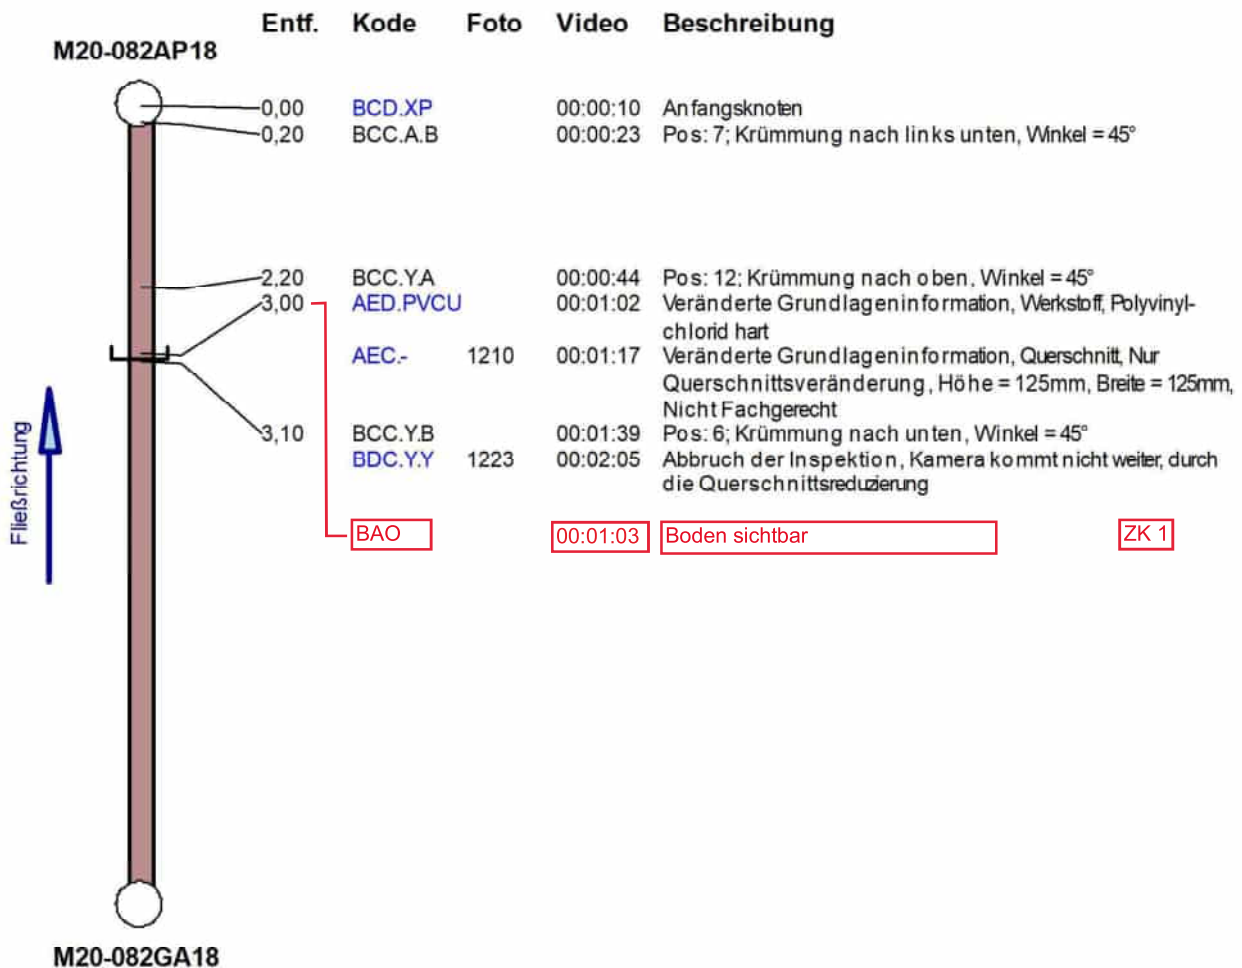 Entf. Kode Foto Video Beschreibung
M20-082AP18
0,00 BCD.XP 00:00:10 Anfangsknoten
0,20 BCC.A.B 00:00:23 Pos: 7; Krümmung nach links unten, Winkel = 45°
2,20 BCC.Y.A 00:00:44 Pos: 12; Krümmung nach oben, Winkel = 45°
3,00 AED.PVCU 00:01:02 Veränderte Grundlageninformation, Werkstoff, Polyvinyl-
chlorid hart
AEC.- 1210 00:01:17 Veränderte Grundlageninformation, Querschnitt, Nur
Querschnittsveränderung, Höhe = 125mm, Breite = 125mm,
Nicht Fachgerecht
3,10 BCC.Y.B 00:01:39 Pos: 6; Krümmung nach unten, Winkel = 45°
BDC.Y.Y 1223 00:02:05 Abbruch der Inspektion, Kamera kommt nicht weiter, durch
die Querschnittsreduzierung
BAO 00:01:03 Boden sichtbar ZK 1
Fließrichtung
M20-082GA18